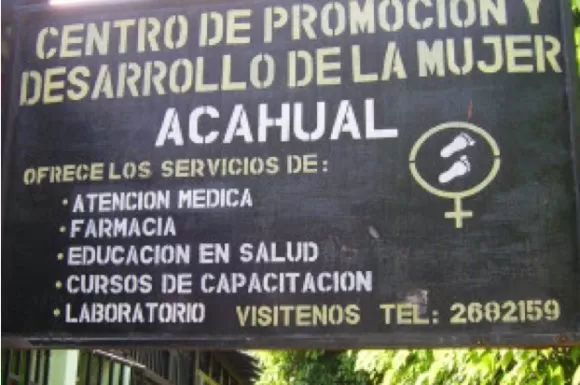 CENTRO DE PROMOCION Y
DESARROLLO DE LA MUJER
ACAHUAL
OFRECE LOS SERVICIOS DE:
• ATENCION MEDICA
• FARMACIA
• EDUCACION EN SALUD
• CURSOS DE CAPACITACION
• LABORATORIO VISITENOS TEL: 2682159